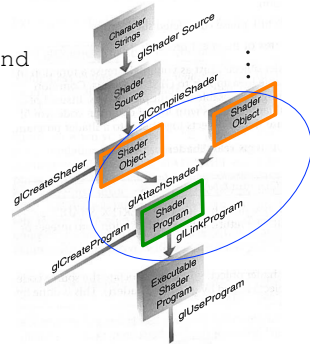 Character
Strings
glShader Source
nd
Shader
Source
glCompileShader
Shader
Object
Shader
Object
glCreateShader
glAttachShader
Shader
Program
glLinkProgram
glCreateProgram
Executable
Shader
Program
glUseProgram